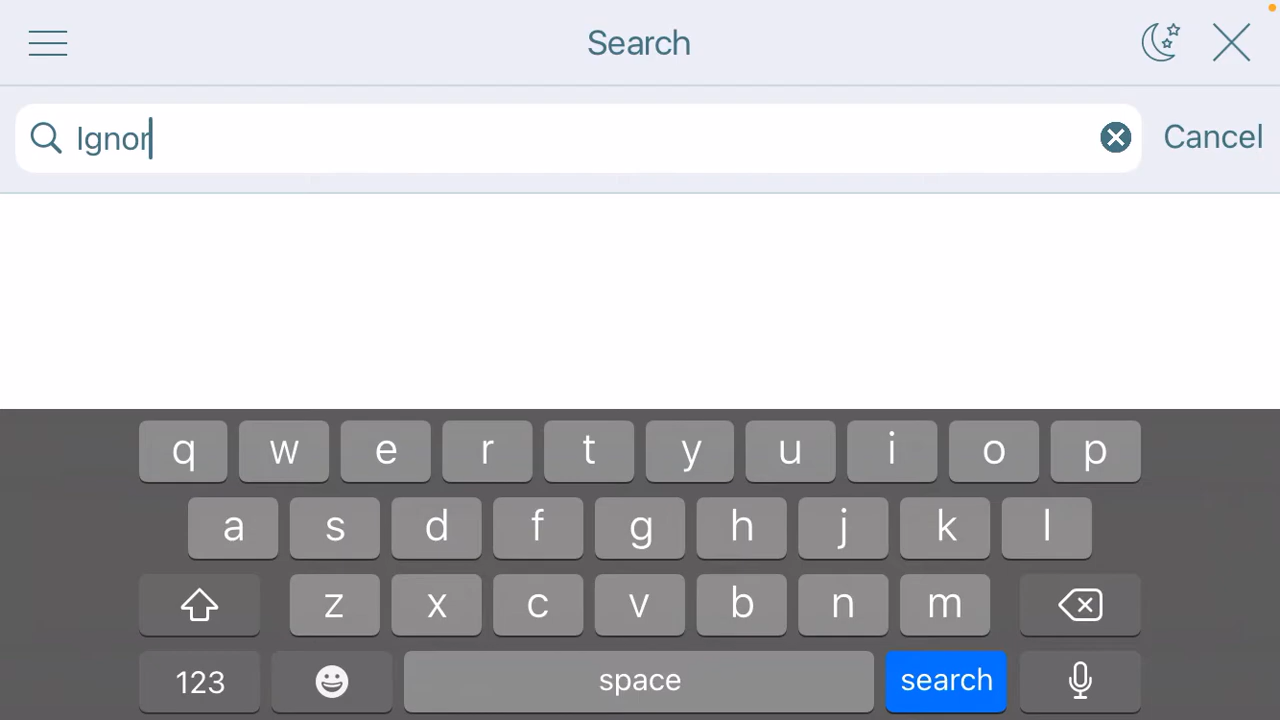 Search
Ignor Cancel
q w e r t y u i o p
a s d f g h j k l
z x c v b n m
123 space search